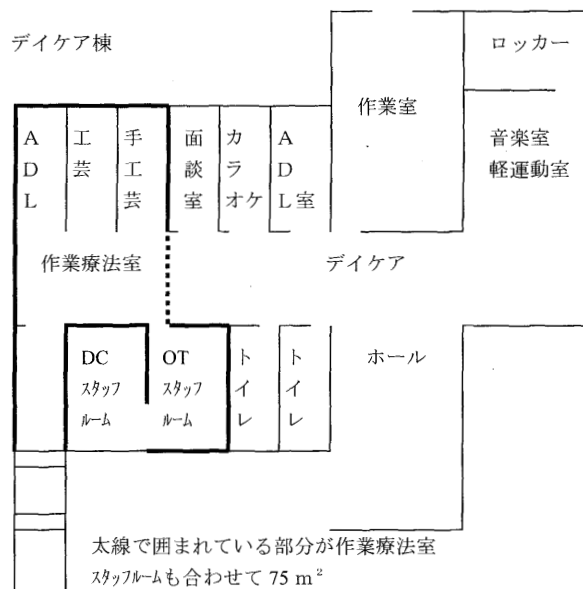 デイケア棟
ロッカー
作業室
ADL
工芸
手工芸
面談室
カラオケ
ADL室
音楽室
軽運動室
作業療法室
デイケア
DC
スタッフ
ルーム
OT
スタッフ
ルーム
トイレ
トイレ
ホール
太線で囲まれている部分が作業療法室
スタッフルームも合わせて 75 m²